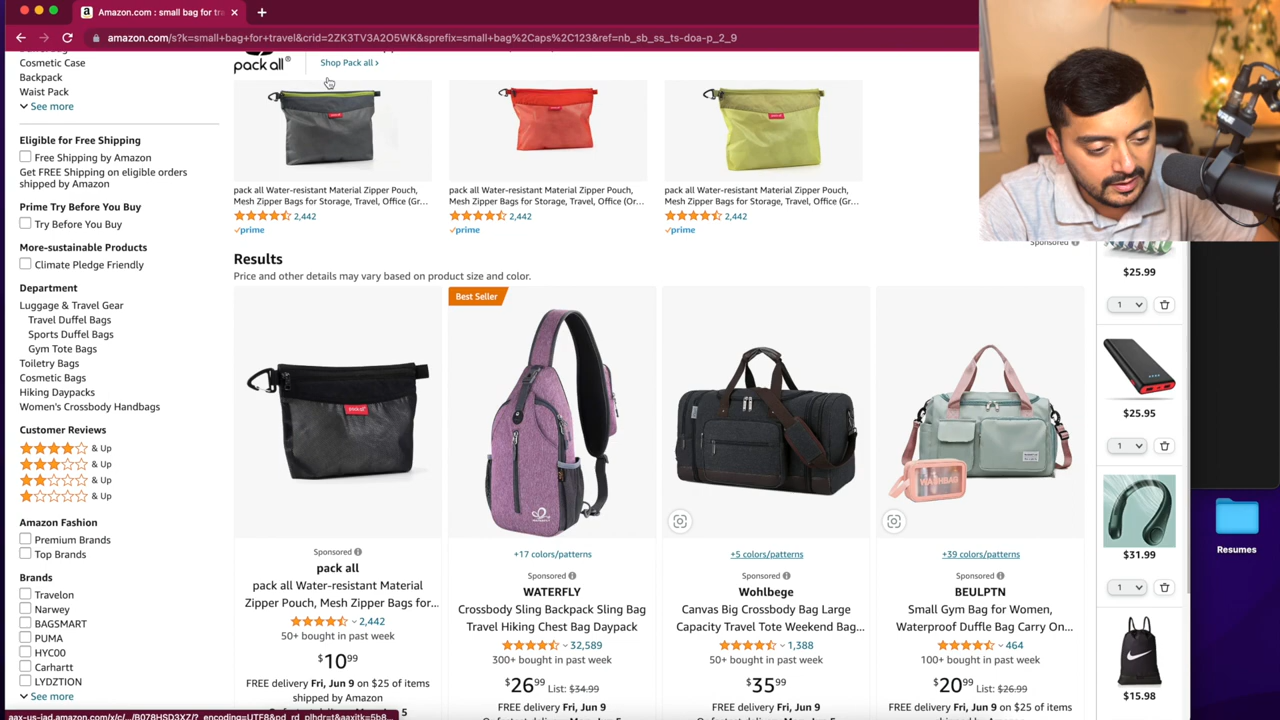 Amazon.com : small bag for tra
amazon.com/s?k=small+bag+for+travel&crid=2ZK3TV3A2O5WK&sprefix=small+bag%2Caps%2C123&ref=nb_sb_ss_ts-doa-p_2_9
Cosmetic Case
Backpack
Waist Pack
See more
Eligible for Free Shipping
Free Shipping by Amazon
Get FREE Shipping on eligible orders
shipped by Amazon
Prime Try Before You Buy
Try Before You Buy
More-sustainable Products
Climate Pledge Friendly
Department
Luggage & Travel Gear
Travel Duffel Bags
Sports Duffel Bags
Gym Tote Bags
Toiletry Bags
Cosmetic Bags
Hiking Daypacks
Women's Crossbody Handbags
Customer Reviews
& Up
& Up
& Up
& Up
Amazon Fashion
Premium Brands
Top Brands
Brands
Travelon
Narwey
BAGSMART
PUMA
HYC00
Carhartt
LYDZTION
See more
pack all®
Shop Pack all ›
pack all Water-resistant Material Zipper Pouch,
Mesh Zipper Bags for Storage, Travel, Office (Gr...
2,442
prime
pack all Water-resistant Material Zipper Pouch,
Mesh Zipper Bags for Storage, Travel, Office (Or...
2,442
prime
pack all Water-resistant Material Zipper Pouch,
Mesh Zipper Bags for Storage, Travel, Office (Gr...
2,442
prime
Sponsored
Results
Price and other details may vary based on product size and color.
pack all
Sponsored
pack all
pack all Water-resistant Material
Zipper Pouch, Mesh Zipper Bags for...
2,442
50+ bought in past week
$1099
FREE delivery Fri, Jun 9 on $25 of items
shipped by Amazon
Best Seller
+17 colors/patterns
Sponsored
WATERFLY
Crossbody Sling Backpack Sling Bag
Travel Hiking Chest Bag Daypack
32,589
300+ bought in past week
$2699 List: $34.99
FREE delivery Fri, Jun 9
+5 colors/patterns
Sponsored
Wohlbege
Canvas Big Crossbody Bag Large
Capacity Travel Tote Weekend Bag...
1,388
50+ bought in past week
$3599
FREE delivery Fri, Jun 9
WASHBAG
+39 colors/patterns
Sponsored
BEULPTN
Small Gym Bag for Women,
Waterproof Duffle Bag Carry On...
464
100+ bought in past week
$2099 List: $26.99
FREE delivery Fri, Jun 9
$25.99
1
$25.95
1
$31.99
1
$15.98
Resumes